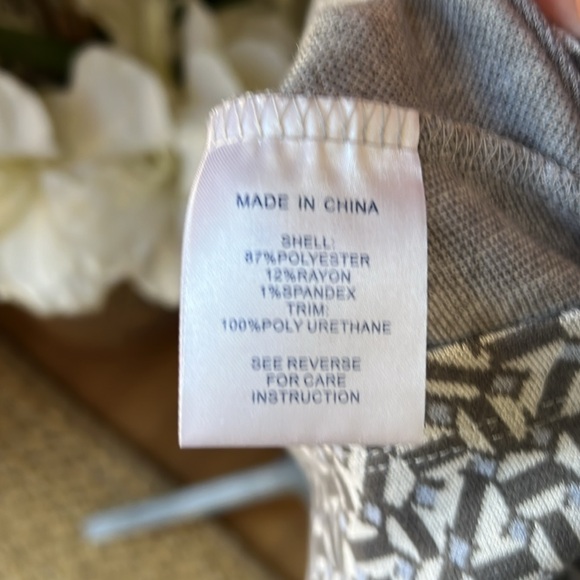 MADE IN CHINA
SHELL:
87%POLYESTER
12%RAYON
1%SPANDEX
TRIM:
100%POLY URETHANE
SEE REVERSE
FOR CARE
INSTRUCTION